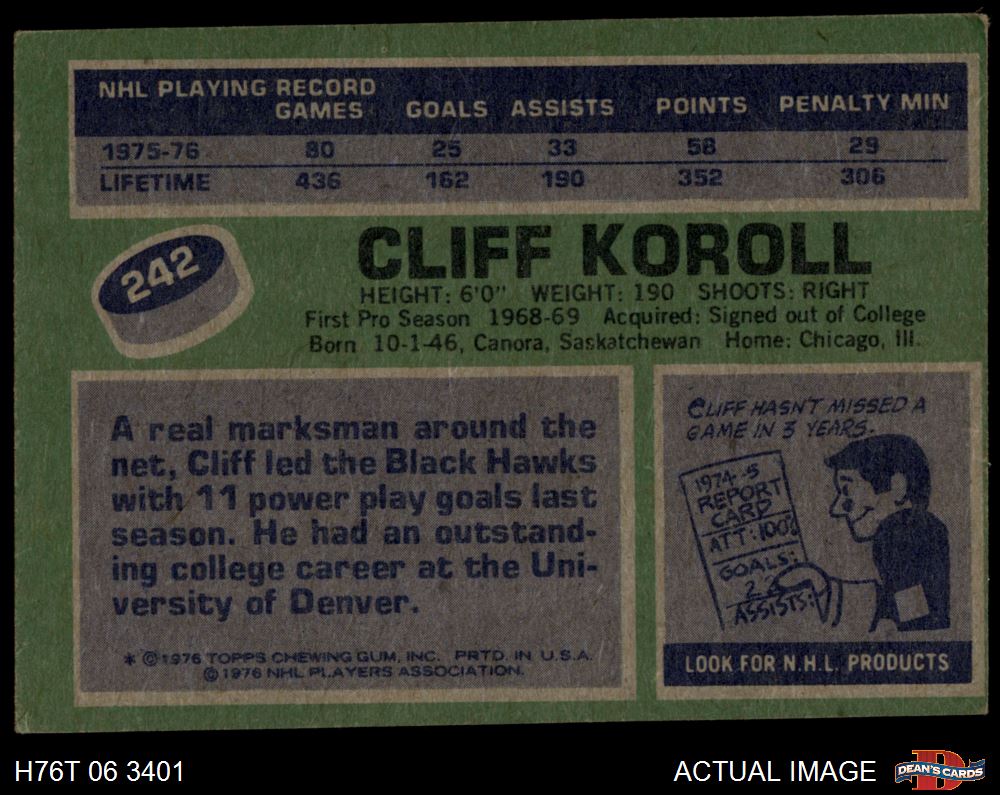 NHL PLAYING RECORD
GAMES GOALS ASSISTS POINTS PENALTY MIN
1975-76 80 25 33 58 29
LIFETIME 436 162 190 352 306
242
CLIFF KOROLL
HEIGHT: 6'0" WEIGHT: 190 SHOOTS: RIGHT
First Pro Season 1968-69 Acquired: Signed out of College
Born 10-1-46, Canora, Saskatchewan Home: Chicago, Ill.
A real marksman around the
net, Cliff led the Black Hawks
with 11 power play goals last
season. He had an outstand-
ing college career at the Uni-
versity of Denver.
* ©1976 TOPPS CHEWING GUM, INC. PRTD. IN U.S.A.
©1976 NHL PLAYERS ASSOCIATION.
CLIFF HASN'T MISSED A
GAME IN 3 YEARS.
1974-5
REPORT
CARD
ATT: 100%
GOALS:
ASSISTS:
LOOK FOR N.H.L. PRODUCTS
H76T 06 3401
ACTUAL IMAGE
D
DEAN'S CARDS